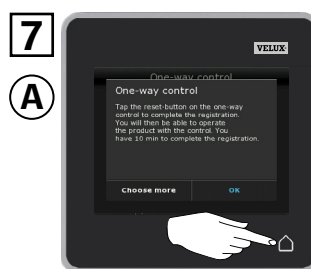 7
A
VELUX
One-way control
One-way control
Tap the reset-button on the one-way
control to complete the registration.
You will then be able to operate
the product with the control. You
have 10 min to complete the registration.
Choose more OK